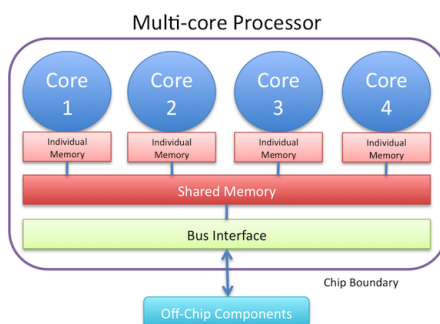 Multi-core Processor
Core
1
Core
2
Core
3
Core
4
Individual
Memory
Individual
Memory
Individual
Memory
Individual
Memory
Shared Memory
Bus Interface
Chip Boundary
Off-Chip Components